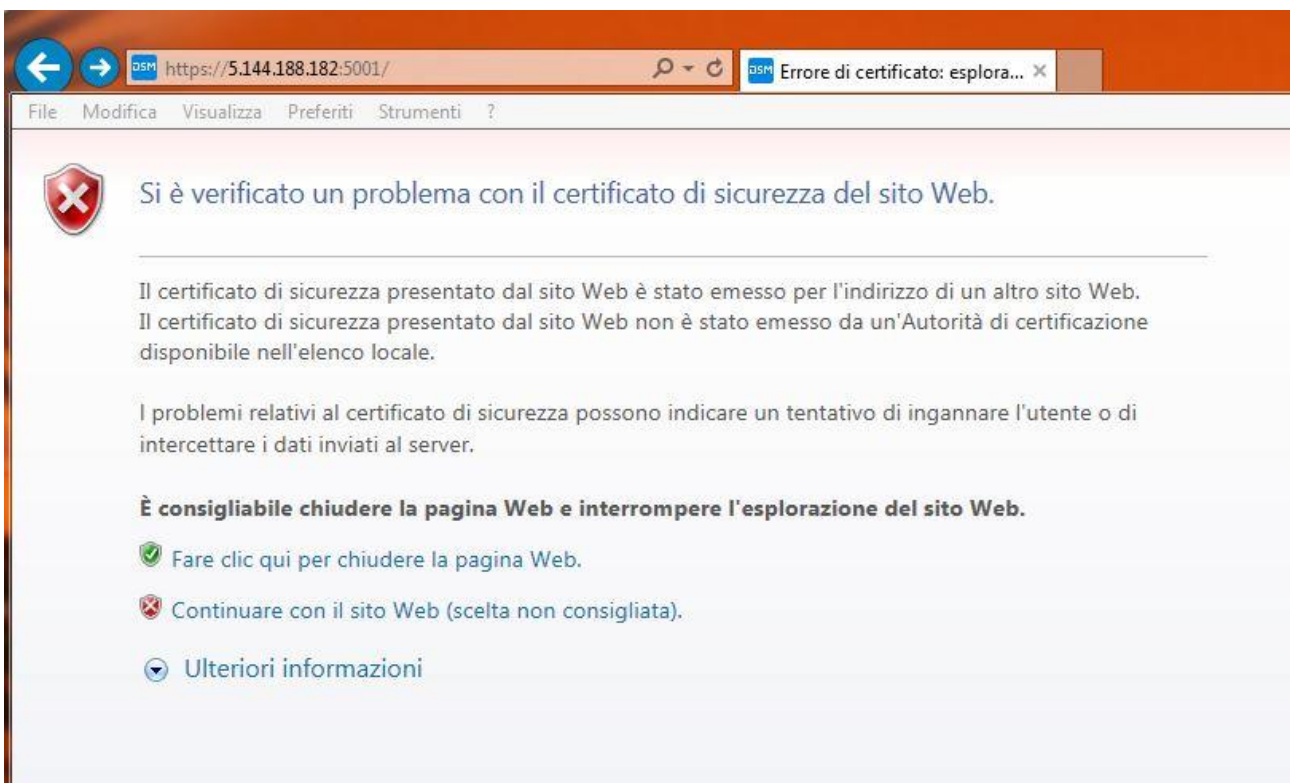 DSM https://5.144.188.182:5001/
DSM Errore di certificato: esplora... ×
File Modifica Visualizza Preferiti Strumenti ?
Si è verificato un problema con il certificato di sicurezza del sito Web.
Il certificato di sicurezza presentato dal sito Web è stato emesso per l'indirizzo di un altro sito Web.
Il certificato di sicurezza presentato dal sito Web non è stato emesso da un'Autorità di certificazione
disponibile nell'elenco locale.
I problemi relativi al certificato di sicurezza possono indicare un tentativo di ingannare l'utente o di
intercettare i dati inviati al server.
È consigliabile chiudere la pagina Web e interrompere l'esplorazione del sito Web.
Fare clic qui per chiudere la pagina Web.
Continuare con il sito Web (scelta non consigliata).
Ulteriori informazioni